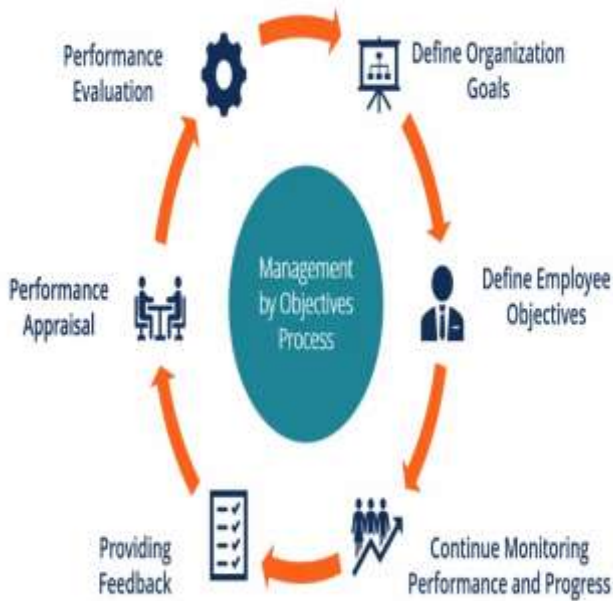 Performance
Evaluation
Define Organization
Goals
Management
by Objectives
Process
Define Employee
Objectives
Continue Monitoring
Performance and Progress
Providing
Feedback
Performance
Appraisal